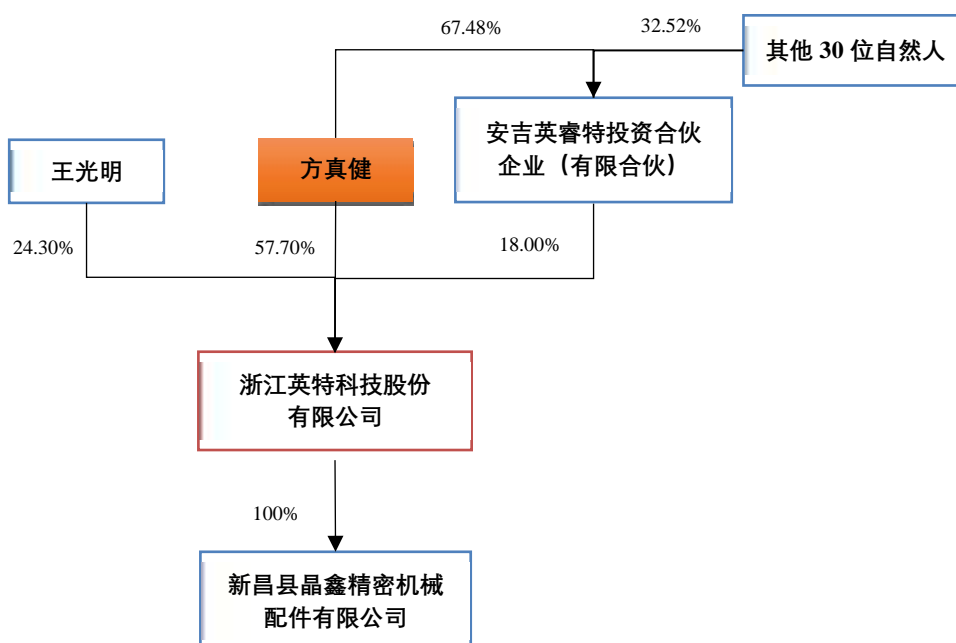 67.48%
32.52%
其他 30 位自然人
安吉英睿特投资合伙
企业（有限合伙）
王光明
方真健
24.30%
57.70%
18.00%
浙江英特科技股份
有限公司
100%
新昌县晶鑫精密机械
配件有限公司